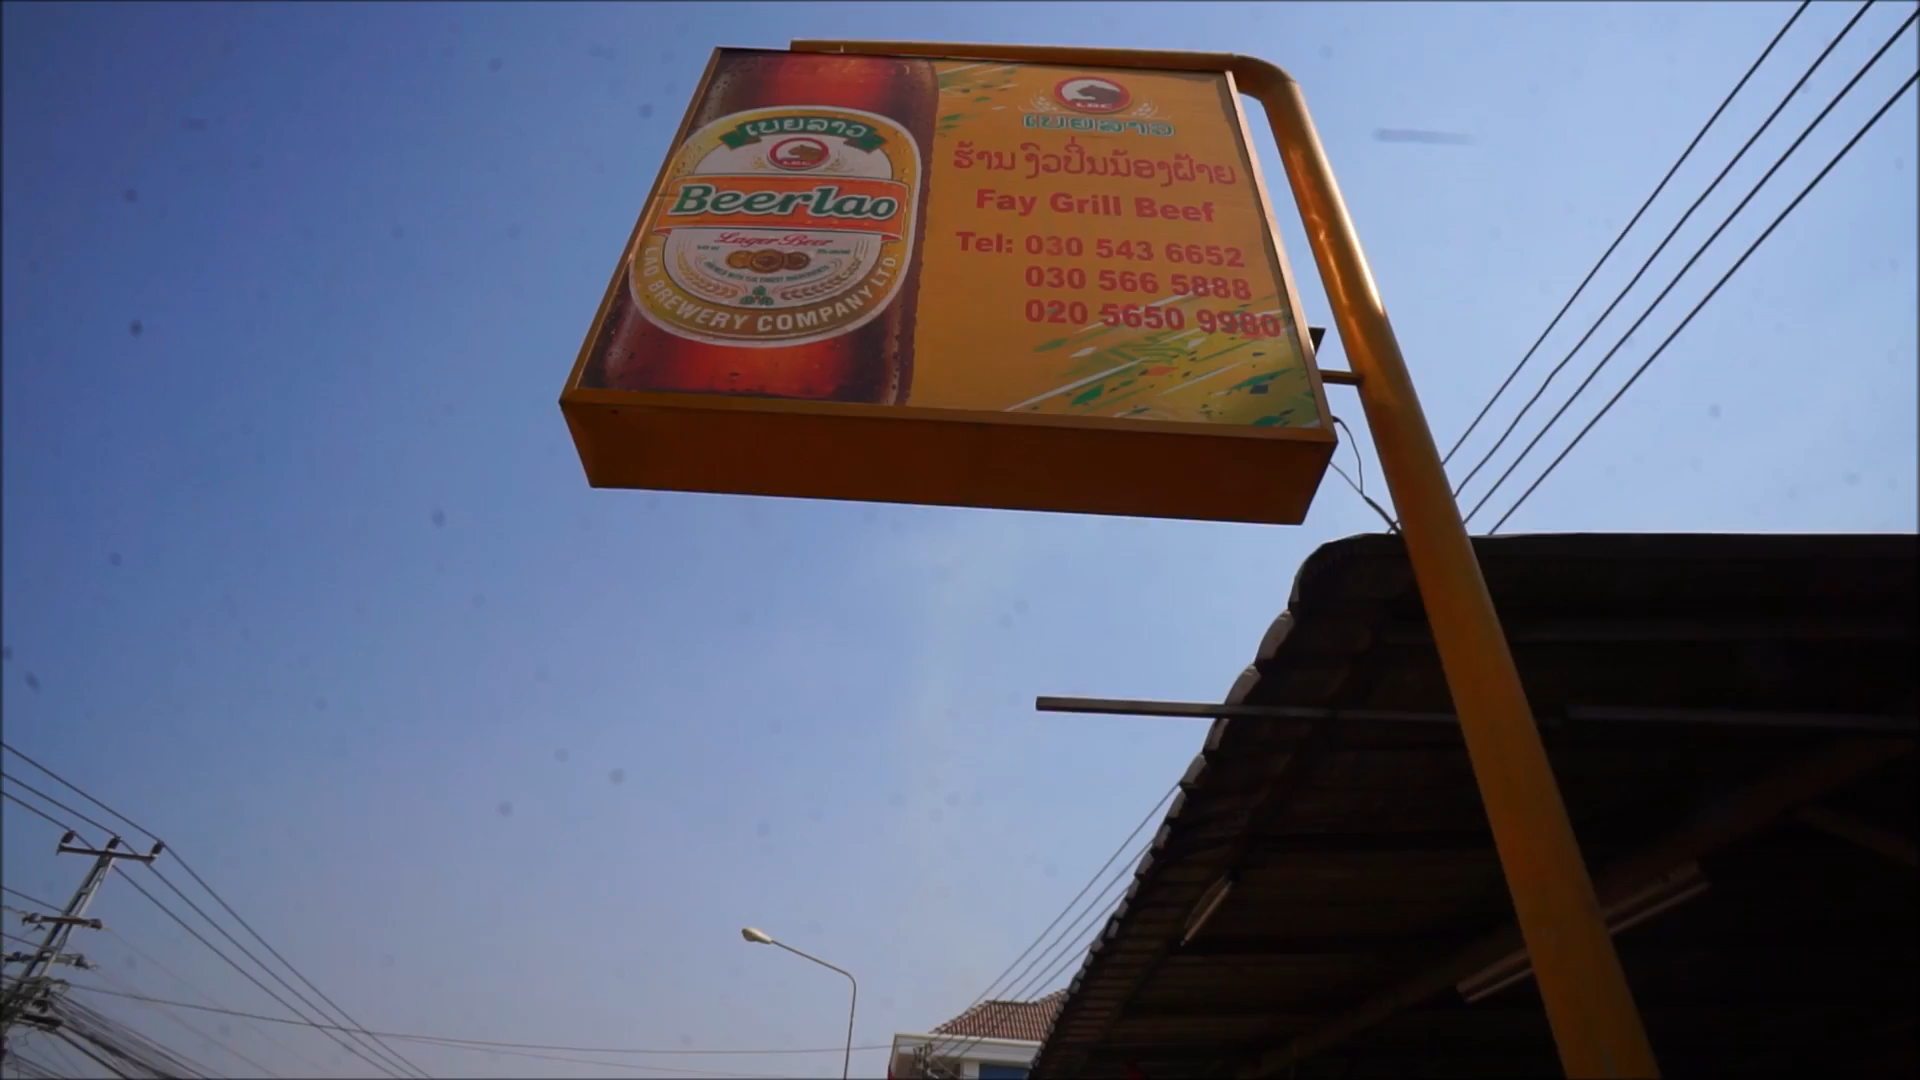 ເບຍລາວ
LBC
Beerlao
Lager Beer
LAO BREWERY COMPANY LTD.
LBC
ເບຍລາວ
ຮ້ານ ງົວປີ່ນນ້ອງຝ້າຍ
Fay Grill Beef
Tel: 030 543 6652
030 566 5888
020 5650 9980